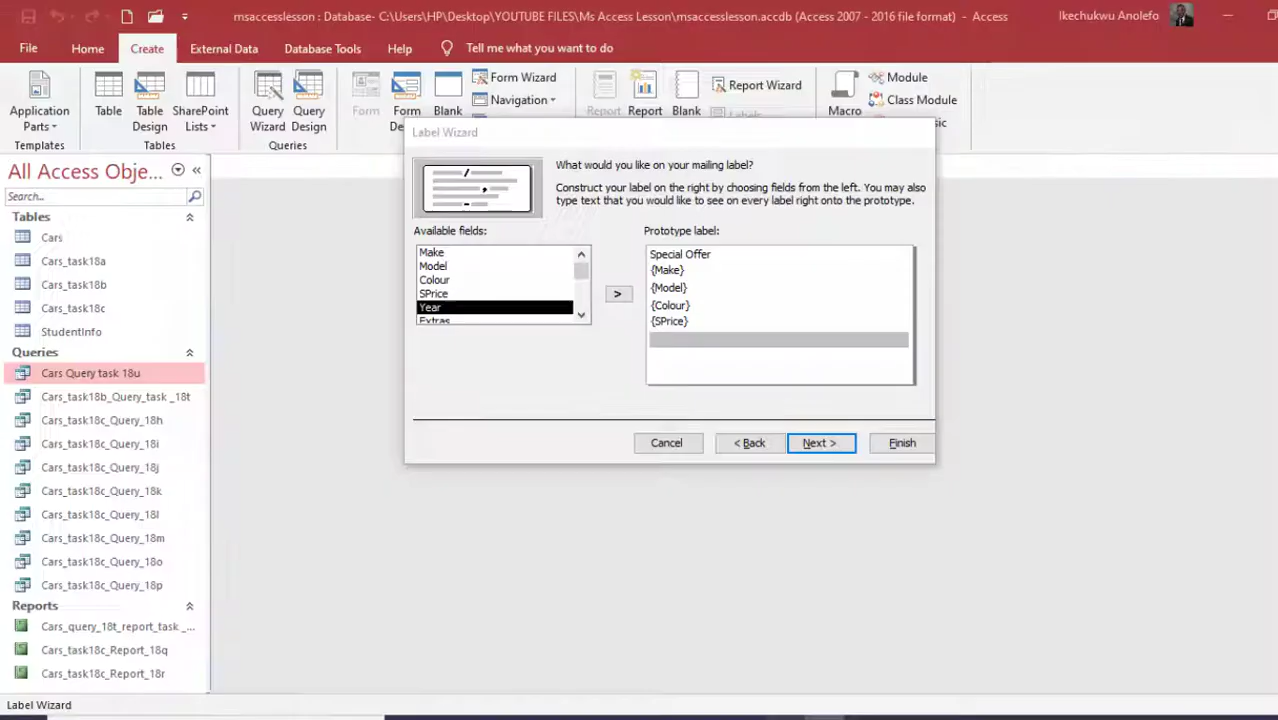 msaccesslesson : Database- C:\Users\HP\Desktop\YOUTUBE FILES\Ms Access Lesson\msaccesslesson.accdb (Access 2007 - 2016 file format) - Access
Ikechukwu Anolefo
File Home Create External Data Database Tools Help Tell me what you want to do
Application Parts
Table
Table Design
SharePoint Lists
Query Wizard
Query Design
Form
Form
Blank
Form Wizard
Navigation
Report
Report
Blank
Report Wizard
Labels
Macro
Module
Class Module
Templates Tables Queries
Label Wizard
What would you like on your mailing label?
Construct your label on the right by choosing fields from the left. You may also
type text that you would like to see on every label right onto the prototype.
Available fields:
Make
Model
Colour
SPrice
Year
Extras
>
Prototype label:
Special Offer
{Make}
{Model}
{Colour}
{SPrice}
Cancel < Back Next > Finish
All Access Obje... «
Search...
Tables
Cars
Cars_task18a
Cars_task18b
Cars_task18c
StudentInfo
Queries
Cars Query task 18u
Cars_task18b_Query_task _18t
Cars_task18c_Query_18h
Cars_task18c_Query_18i
Cars_task18c_Query_18j
Cars_task18c_Query_18k
Cars_task18c_Query_18l
Cars_task18c_Query_18m
Cars_task18c_Query_18o
Cars_task18c_Query_18p
Reports
Cars_query_18t_report_task _...
Cars_task18c_Report_18q
Cars_task18c_Report_18r
Label Wizard